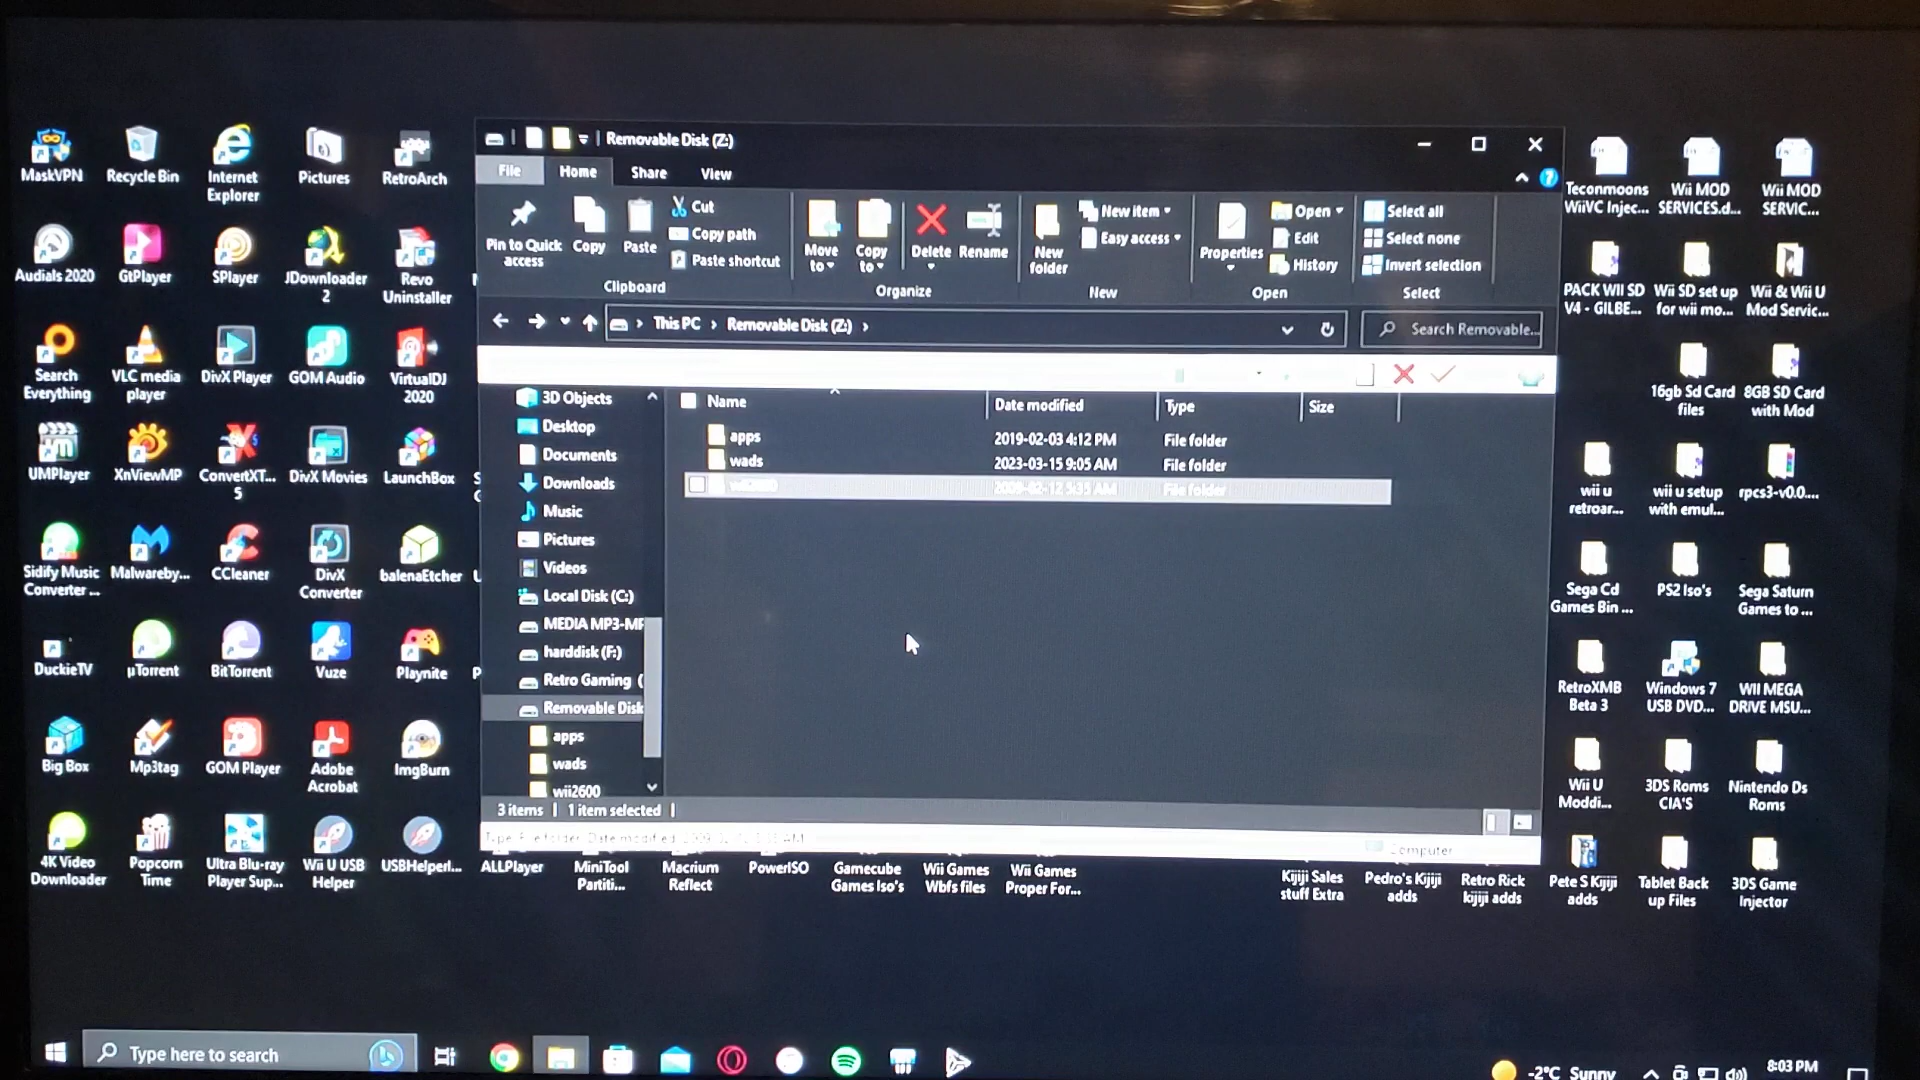 Removable Disk (Z:)
File Home Share View
Pin to Quick access
Copy
Paste
Cut
Copy path
Paste shortcut
Clipboard
Move to
Copy to
Delete
Rename
Organize
New folder
New item
Easy access
New
Properties
Open
Edit
History
Open
Select all
Select none
Invert selection
Select
This PC > Removable Disk (Z:) >
Search Removable...
Name Date modified Type Size
apps 2019-02-03 4:12 PM File folder
wads 2023-03-15 9:05 AM File folder
wii2600 2009-02-12 5:35 AM File folder
3D Objects
Desktop
Documents
Downloads
Music
Pictures
Videos
Local Disk (C:)
MEDIA MP3-MP
harddisk (F:)
Retro Gaming (
Removable Disk
apps
wads
wii2600
3 items 1 item selected
Computer
MaskVPN
Recycle Bin
Internet Explorer
Pictures
RetroArch
Audials 2020
GtPlayer
SPlayer
JDownloader 2
Revo Uninstaller
Search Everything
VLC media player
DivX Player
GOM Audio
VirtualDJ 2020
UMPlayer
XnViewMP
ConvertXT... 5
DivX Movies
LaunchBox
Sidify Music Converter ...
Malwareby...
CCleaner
DivX Converter
balenaEtcher
DuckieTV
µTorrent
BitTorrent
Vuze
Playnite
Big Box
Mp3tag
GOM Player
Adobe Acrobat
ImgBurn
4K Video Downloader
Popcorn Time
Ultra Blu-ray Player Sup...
Wii U USB Helper
USBHelperL...
ALLPlayer
MiniTool Partiti...
Macrium Reflect
PowerISO
Gamecube Games Iso's
Wii Games Wbfs files
Wii Games Proper For...
Kijiji Sales stuff Extra
Pedro's Kijiji adds
Retro Rick kijiji adds
Pete S Kijiji adds
Tablet Back up Files
3DS Game Injector
Teconmoons WiiVC Injec...
Wii MOD SERVICES.d...
Wii MOD SERVIC...
PACK WII SD V4 - GILBE...
Wii SD set up for wii mo...
Wii & Wii U Mod Servic...
16gb Sd Card files
8GB SD Card with Mod
wii u retroar...
wii u setup with emul...
rpcs3-v0.0....
Sega Cd Games Bin ...
PS2 Iso's
Sega Saturn Games to ...
RetroXMB Beta 3
Windows 7 USB DVD...
WII MEGA DRIVE MSU...
Wii U Moddi...
3DS Roms CIA'S
Nintendo Ds Roms
Type here to search
-2°C Sunny
8:03 PM